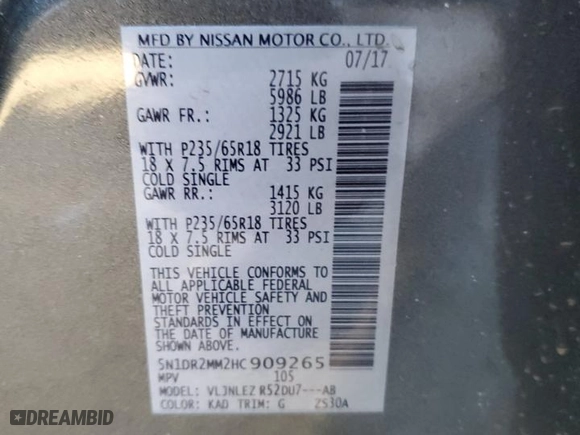 MFD BY NISSAN MOTOR CO., LTD.
DATE: 07/17
GVWR: 2715 KG
5986 LB
GAWR FR.: 1325 KG
2921 LB
WITH P235/65R18 TIRES
18 X 7.5 RIMS AT 33 PSI
COLD SINGLE
GAWR RR.: 1415 KG
3120 LB
WITH P235/65R18 TIRES
18 X 7.5 RIMS AT 33 PSI
COLD SINGLE
THIS VEHICLE CONFORMS TO
ALL APPLICABLE FEDERAL
MOTOR VEHICLE SAFETY AND
THEFT PREVENTION
STANDARDS IN EFFECT ON
THE DATE OF MANUFACTURE
SHOWN ABOVE.
5N1DR2MM2HC909265
MPV 105
MODEL: VLJNLEZ R52DU7---AB
COLOR: KAD TRIM: G 2530A
DREAMBID